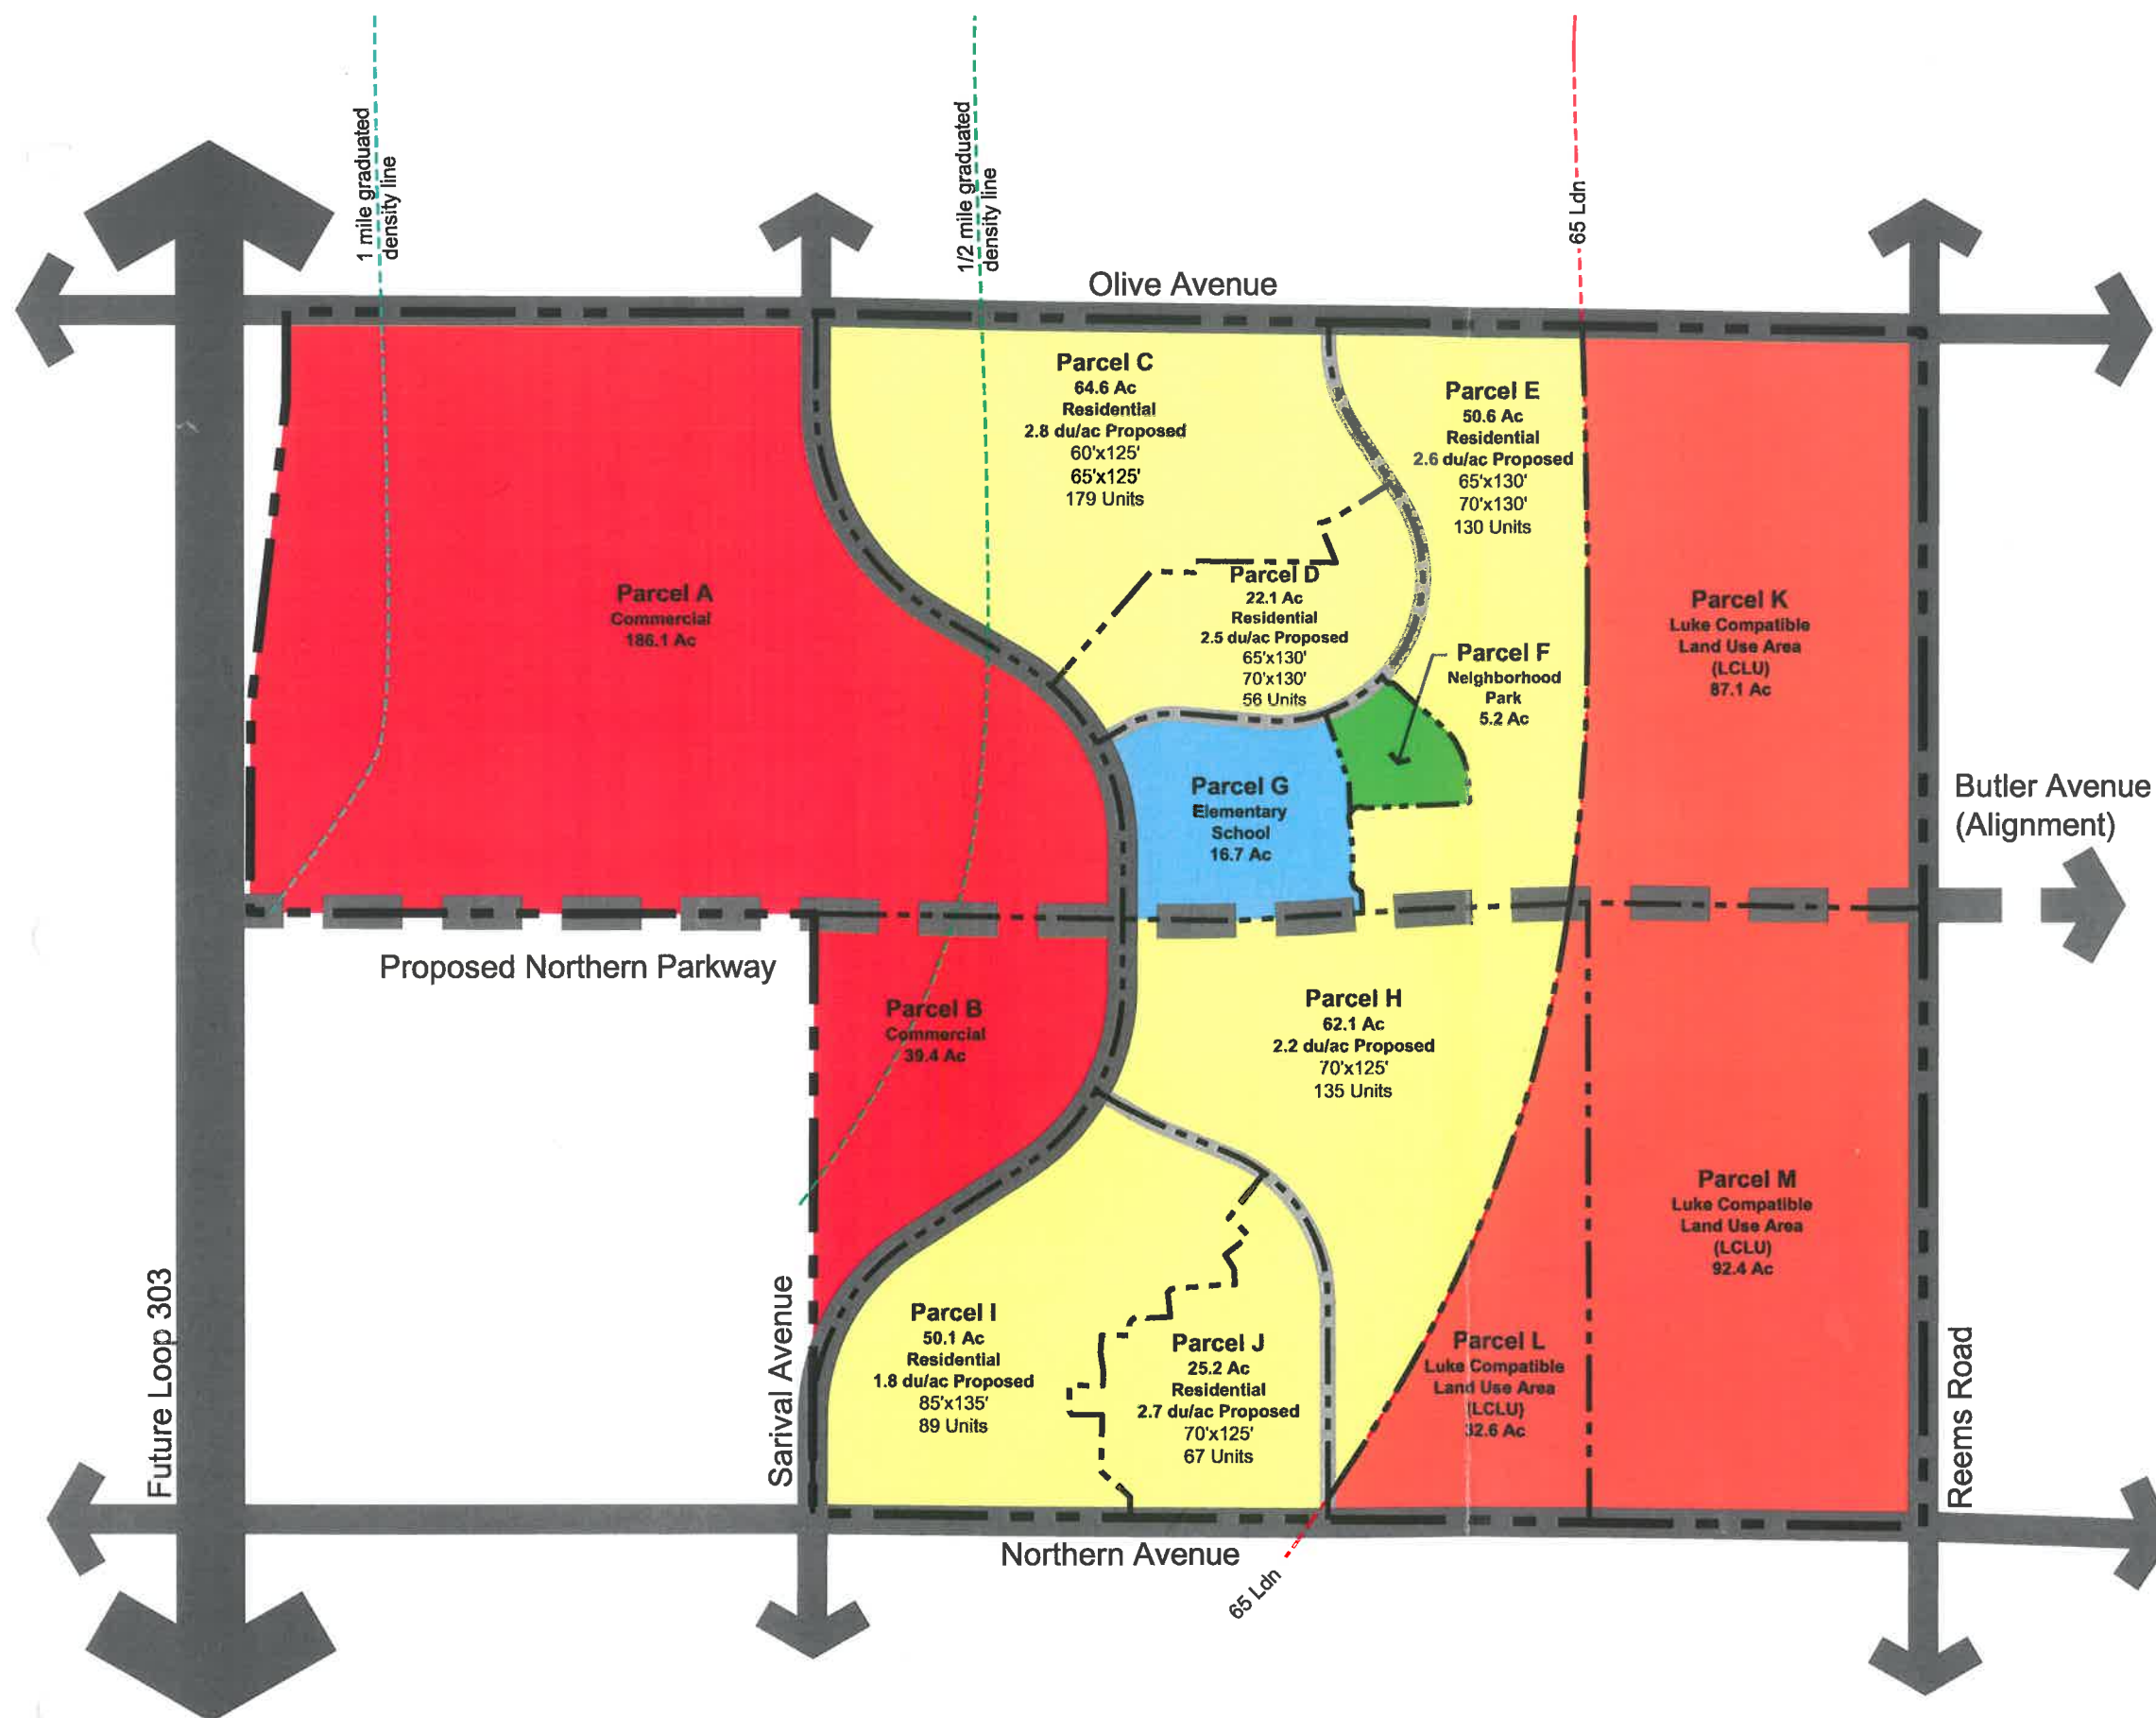 1 mile graduated
density line
1/2 mile graduated
density line
65 Ldn
Olive Avenue
Parcel C
64.6 Ac
Residential
2.8 du/ac Proposed
60'x125'
65'x125'
179 Units
Parcel E
50.6 Ac
Residential
2.6 du/ac Proposed
65'x130'
70'x130'
130 Units
Parcel A
Commercial
186.1 Ac
Parcel D
22.1 Ac
Residential
2.5 du/ac Proposed
65'x130'
70'x130'
56 Units
Parcel F
Neighborhood
Park
5.2 Ac
Parcel K
Luke Compatible
Land Use Area
(LCLU)
87.1 Ac
Parcel G
Elementary
School
16.7 Ac
Butler Avenue
(Alignment)
Proposed Northern Parkway
Parcel B
Commercial
39.4 Ac
Parcel H
62.1 Ac
2.2 du/ac Proposed
70'x125'
135 Units
Parcel M
Luke Compatible
Land Use Area
(LCLU)
92.4 Ac
Future Loop 303
Sarival Avenue
Parcel I
50.1 Ac
Residential
1.8 du/ac Proposed
85'x135'
89 Units
Parcel J
25.2 Ac
Residential
2.7 du/ac Proposed
70'x125'
67 Units
Parcel L
Luke Compatible
Land Use Area
(LCLU)
32.6 Ac
Reems Road
Northern Avenue
65 Ldn